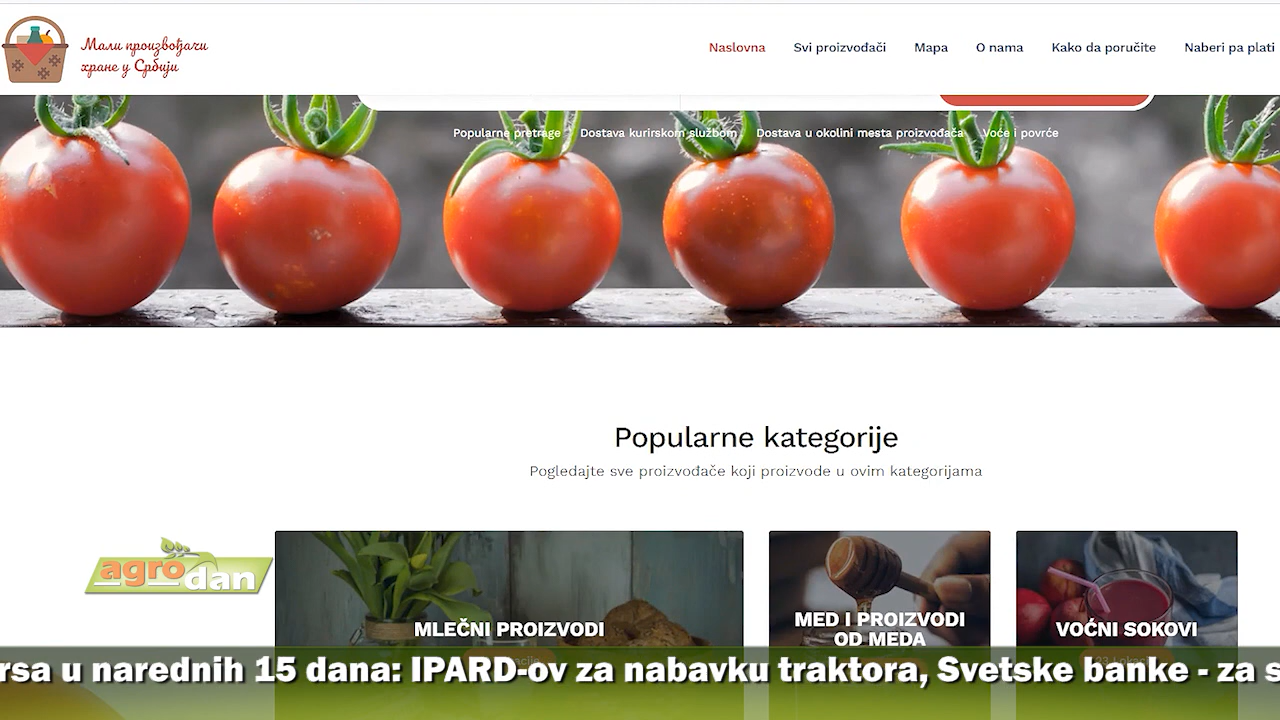 Мали произвођачи
хране у Србији
Naslovna Svi proizvođači Mapa O nama Kako da poručite Naberi pa plati
Popularne pretrage Dostava kurirskom službom Dostava u okolini mesta proizvođača Voće i povrće
Popularne kategorije
Pogledajte sve proizvođače koji proizvode u ovim kategorijama
agrodan
MLEČNI PROIZVODI
MED I PROIZVODI
OD MEDA
VOĆNI SOKOVI
rsa u narednih 15 dana: IPARD-ov za nabavku traktora, Svetske banke - za s